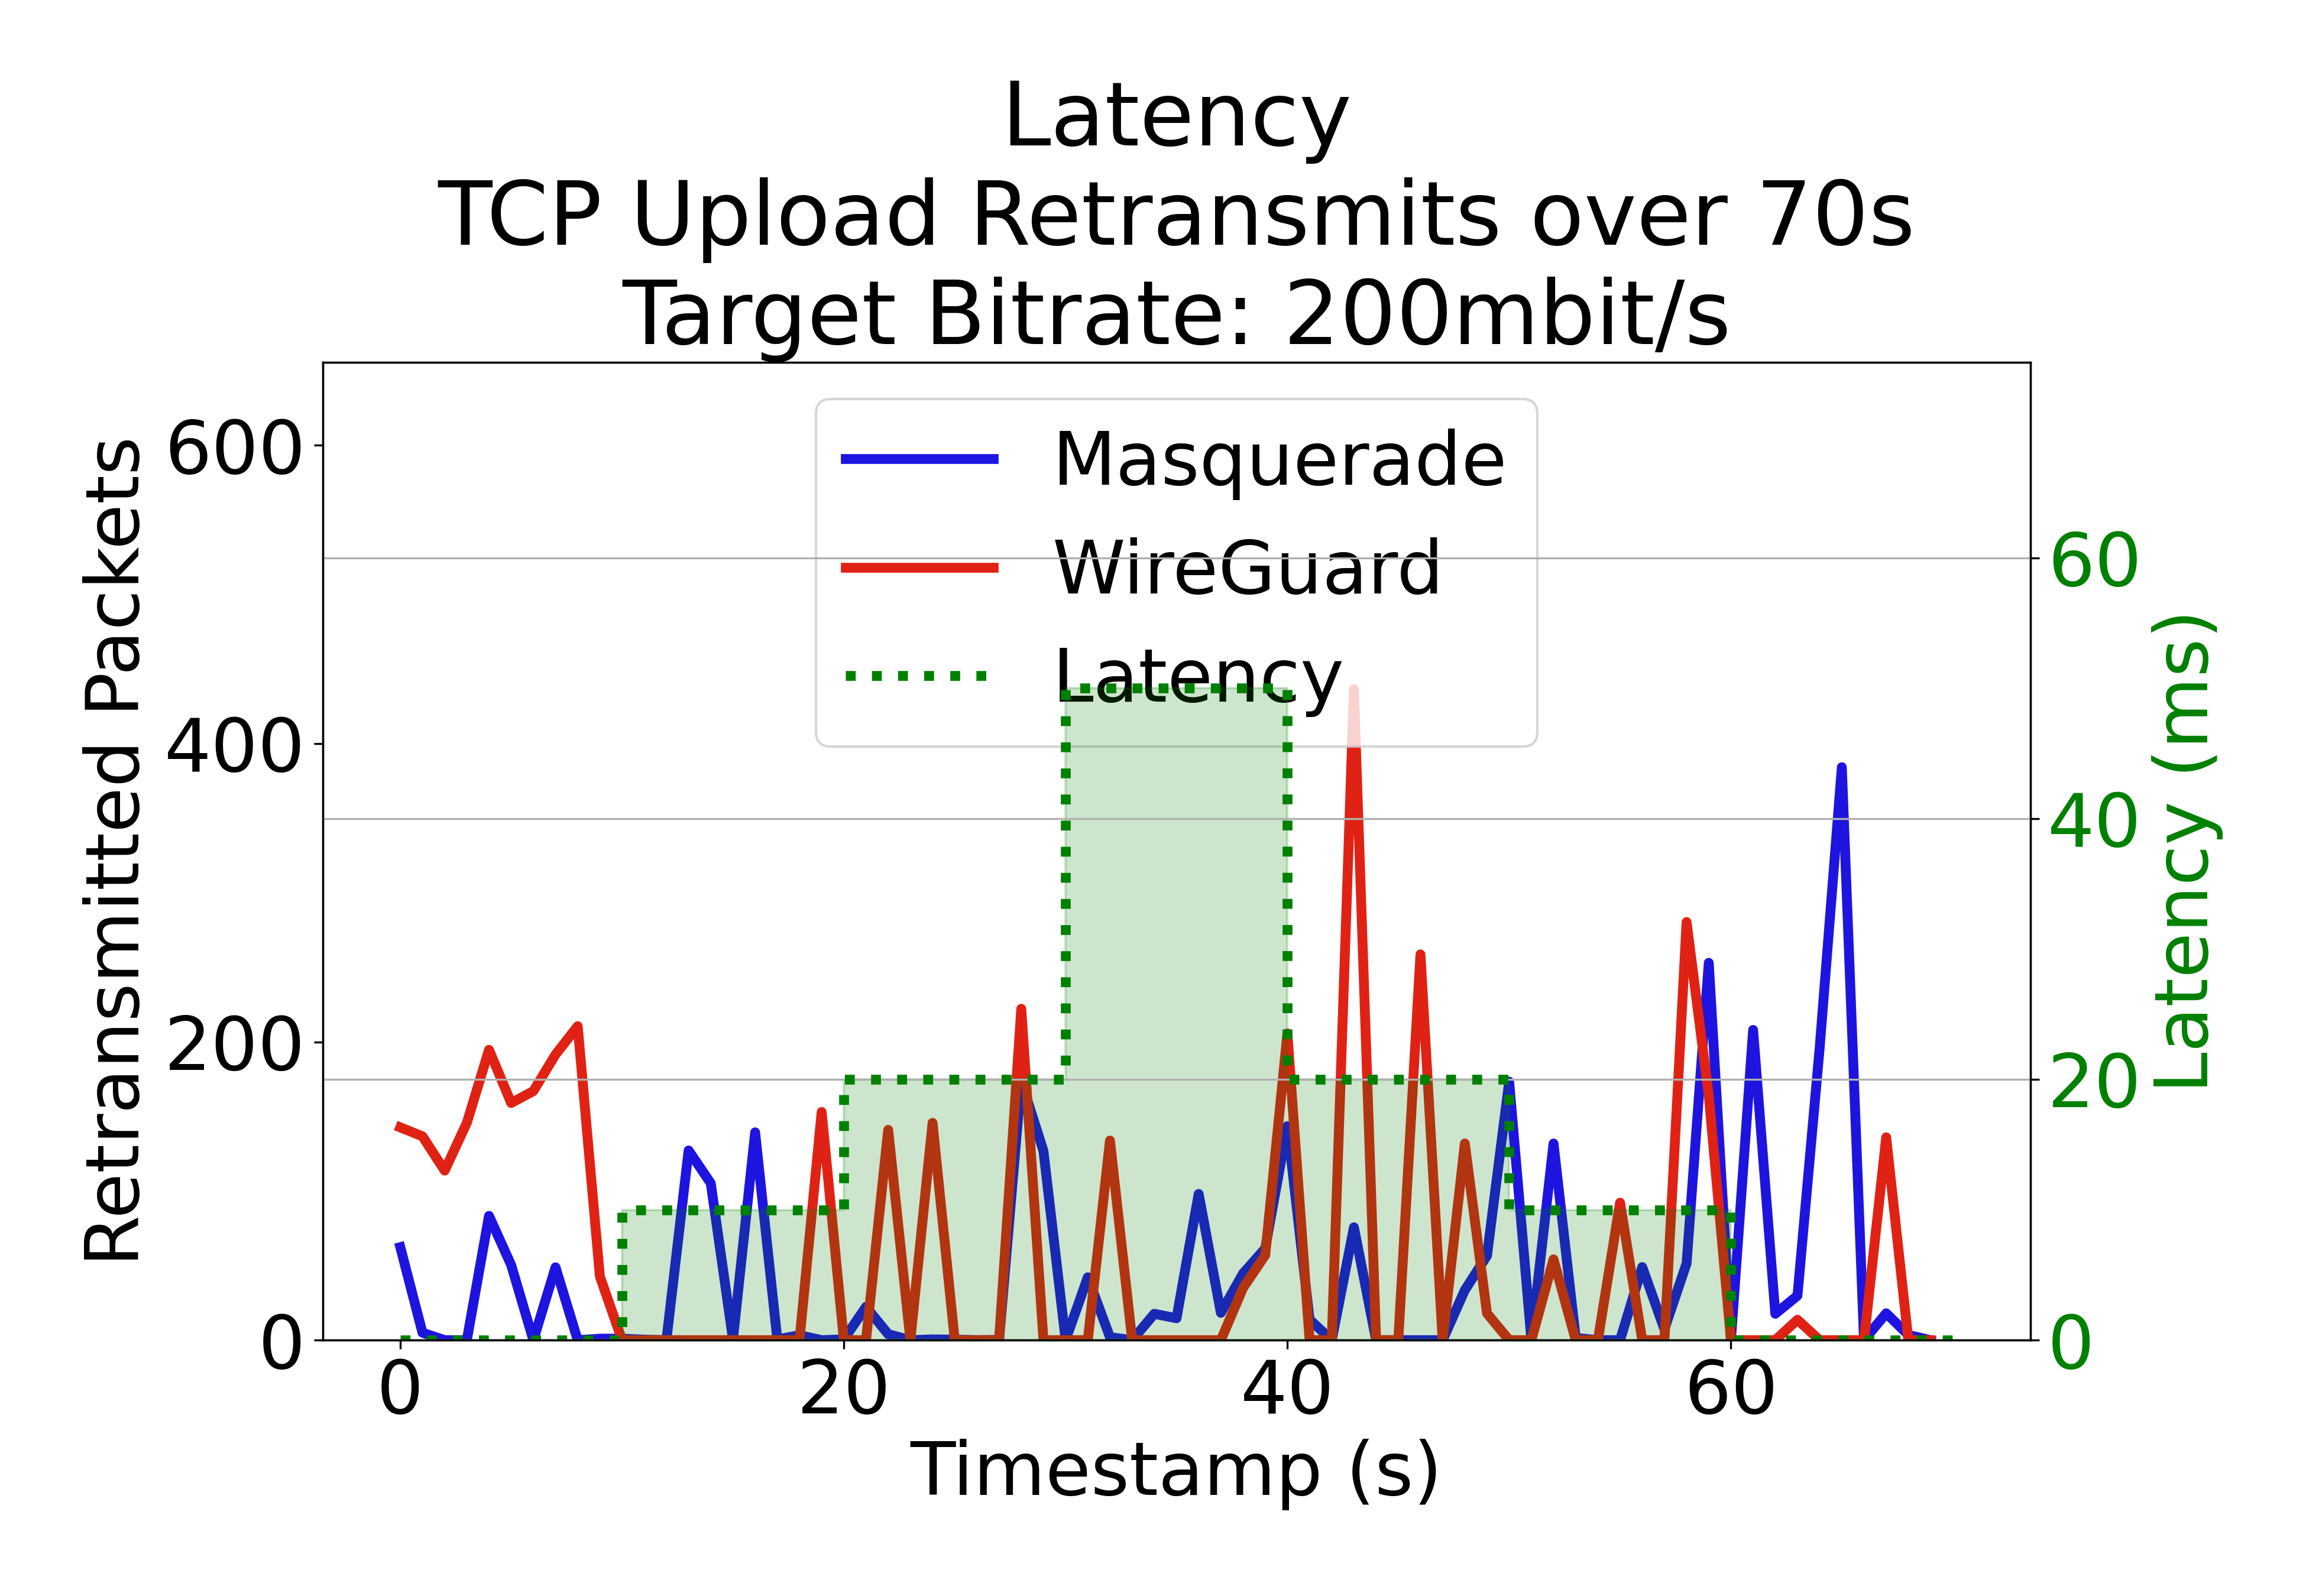 Latency
TCP Upload Retransmits over 70s
Target Bitrate: 200mbit/s
Masquerade
WireGuard
Latency
Retransmitted Packets
600
400
200
0
60
40
20
0
Latency (ms)
0 20 40 60
Timestamp (s)